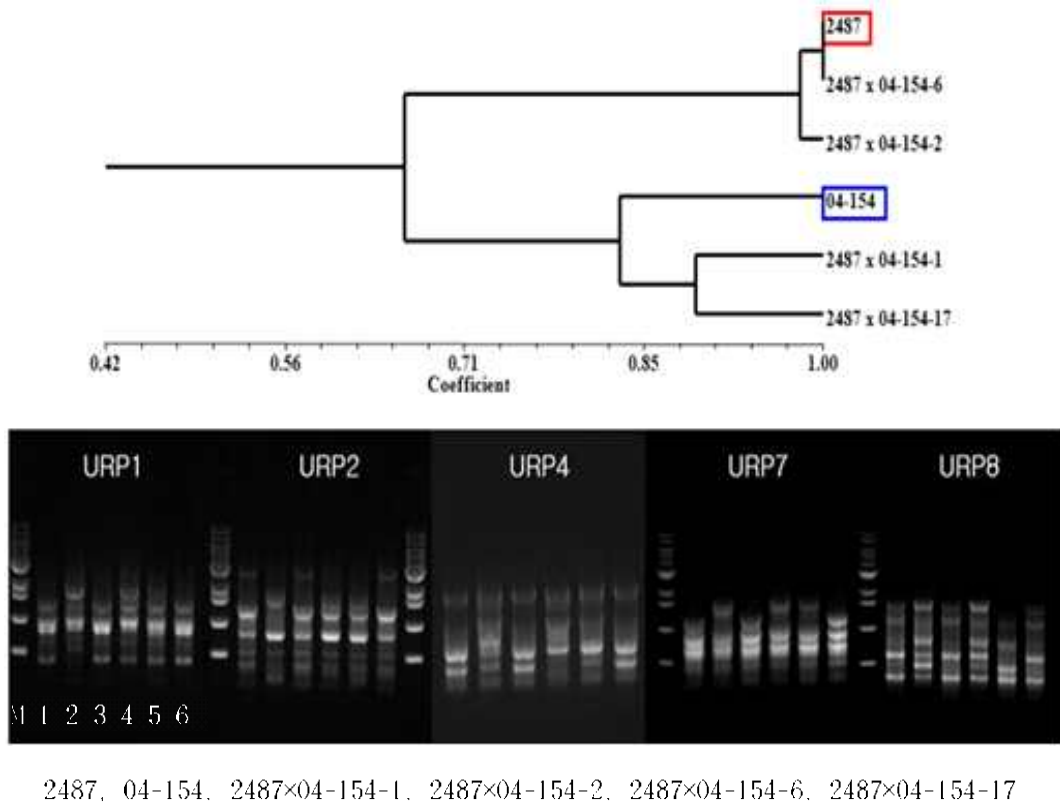 2487
2487 x 04-154-6
2487 x 04-154-2
04-154
2487 x 04-154-1
2487 x 04-154-17
0.42 0.56 0.71 0.85 1.00
Coefficient
URP1 URP2 URP4 URP7 URP8
M 1 2 3 4 5 6
2487, 04-154, 2487×04-154-1, 2487×04-154-2, 2487×04-154-6, 2487×04-154-17